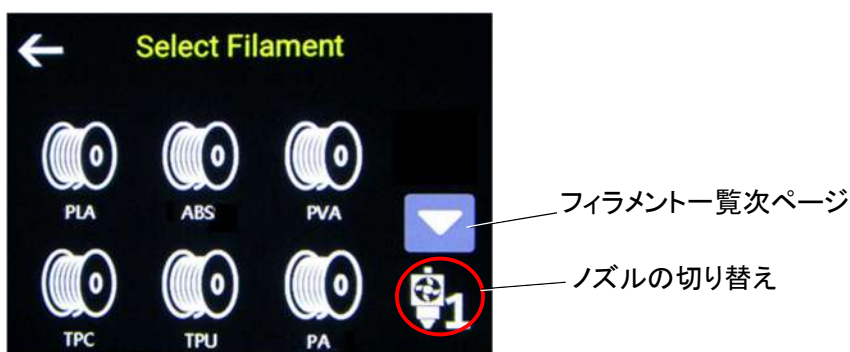 Select Filament
PLA ABS PVA
フィラメント一覧次ページ
ノズルの切り替え
1
TPC TPU PA